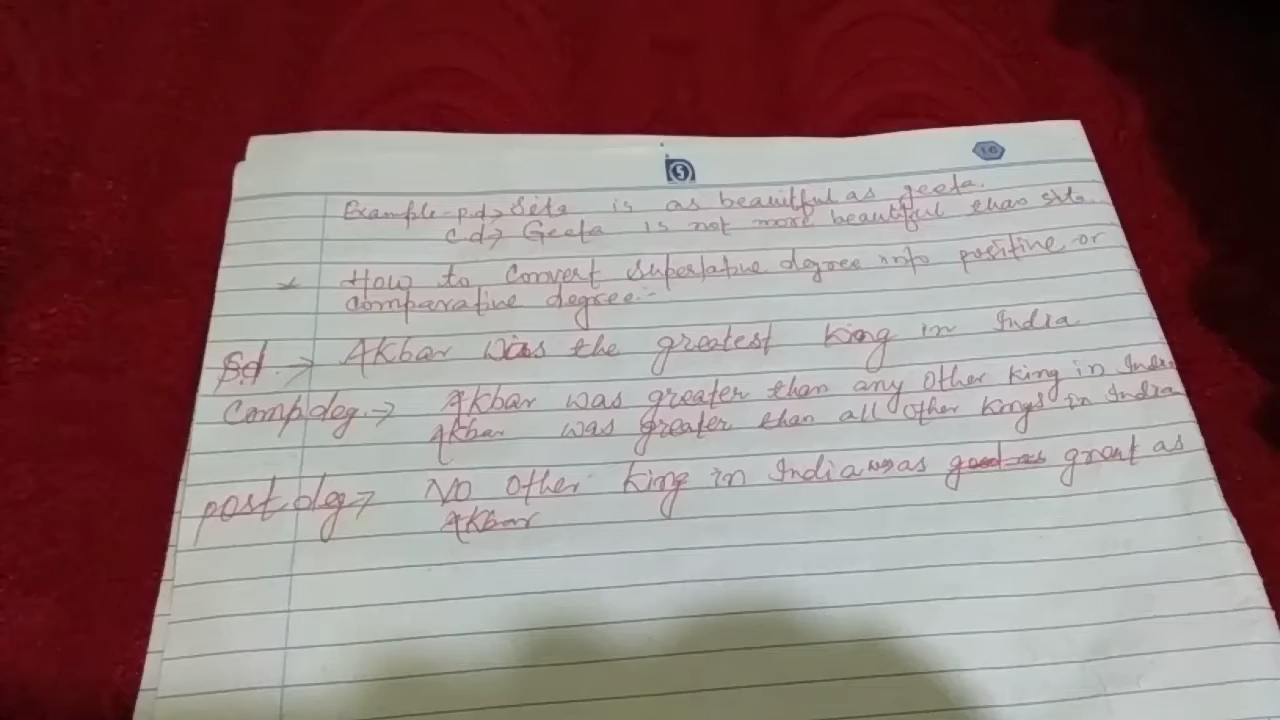 10
Example- p.d→ Sita is as beautiful as geeta.
c.d→ Geeta is not more beautiful than sita
× How to convert superlative degree into positive or
comparative degree:-
S.d. → Akbar was the greatest king in India
Comp.deg. → Akbar was greater than any other king in India
Akbar was greater than all other kings in India
post.deg → No other king in India was good as great as
Akbar